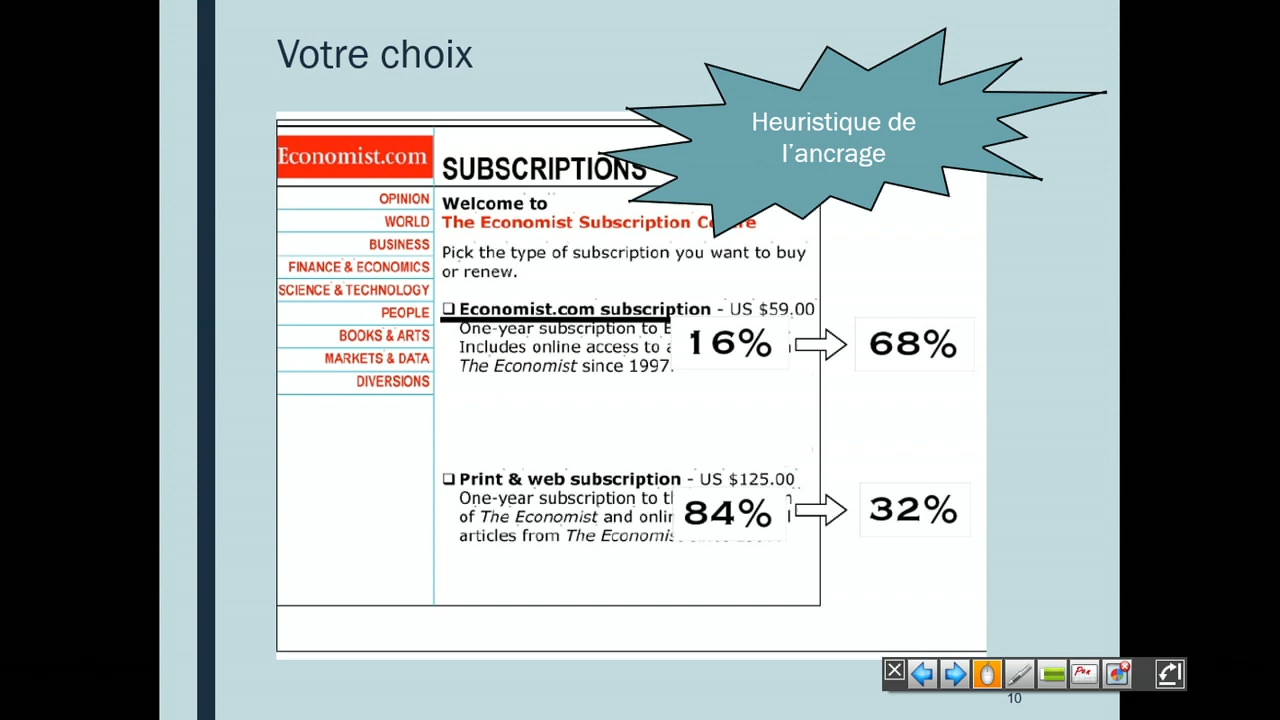 Votre choix
Heuristique de
l'ancrage
Economist.com
OPINION
WORLD
BUSINESS
FINANCE & ECONOMICS
SCIENCE & TECHNOLOGY
PEOPLE
BOOKS & ARTS
MARKETS & DATA
DIVERSIONS
SUBSCRIPTIONS
Welcome to
The Economist Subscription
Pick the type of subscription you want to buy
or renew.
❑ Economist.com subscription - US $59.00
One-year subscription to
Includes online access to
The Economist since 1997.
16%
68%
❑ Print & web subscription - US $125.00
One-year subscription to
of The Economist and
articles from The
84%
32%
10